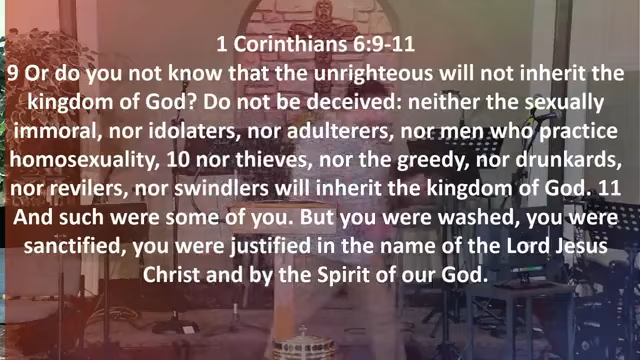 1 Corinthians 6:9-11
9 Or do you not know that the unrighteous will not inherit the
kingdom of God? Do not be deceived: neither the sexually
immoral, nor idolaters, nor adulterers, nor men who practice
homosexuality, 10 nor thieves, nor the greedy, nor drunkards,
nor revilers, nor swindlers will inherit the kingdom of God. 11
And such were some of you. But you were washed, you were
sanctified, you were justified in the name of the Lord Jesus
Christ and by the Spirit of our God.